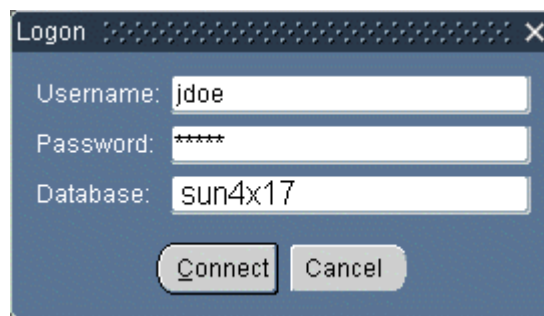 Logon
Username: jdoe
Password: *****
Database: sun4x17
Connect Cancel